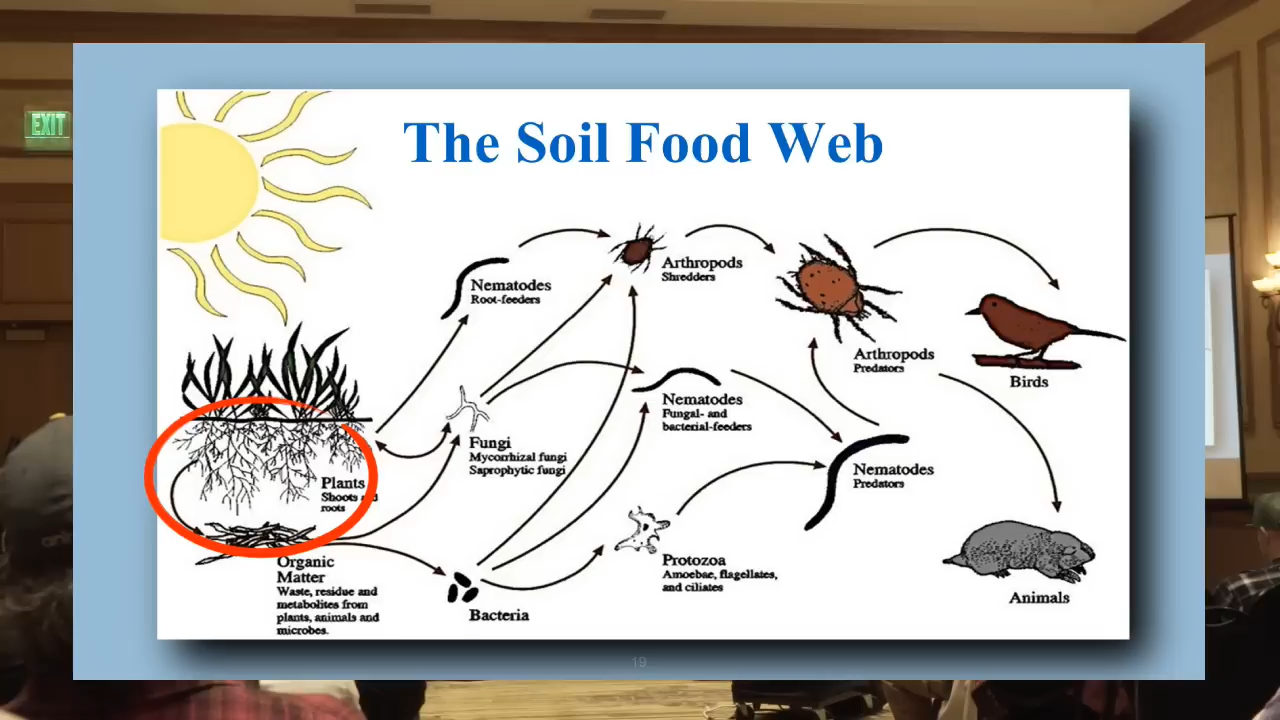 EXIT
The Soil Food Web
Arthropods
Shredders
Nematodes
Root-feeders
Arthropods
Predators
Birds
Nematodes
Fungal- and
bacterial-feeders
Fungi
Mycorrhizal fungi
Saprophytic fungi
Nematodes
Predators
Plants
Shoots
roots
Protozoa
Amoebae, flagellates,
and ciliates
Organic
Matter
Waste, residue and
metabolites from
plants, animals and
microbes.
Bacteria
Animals
19